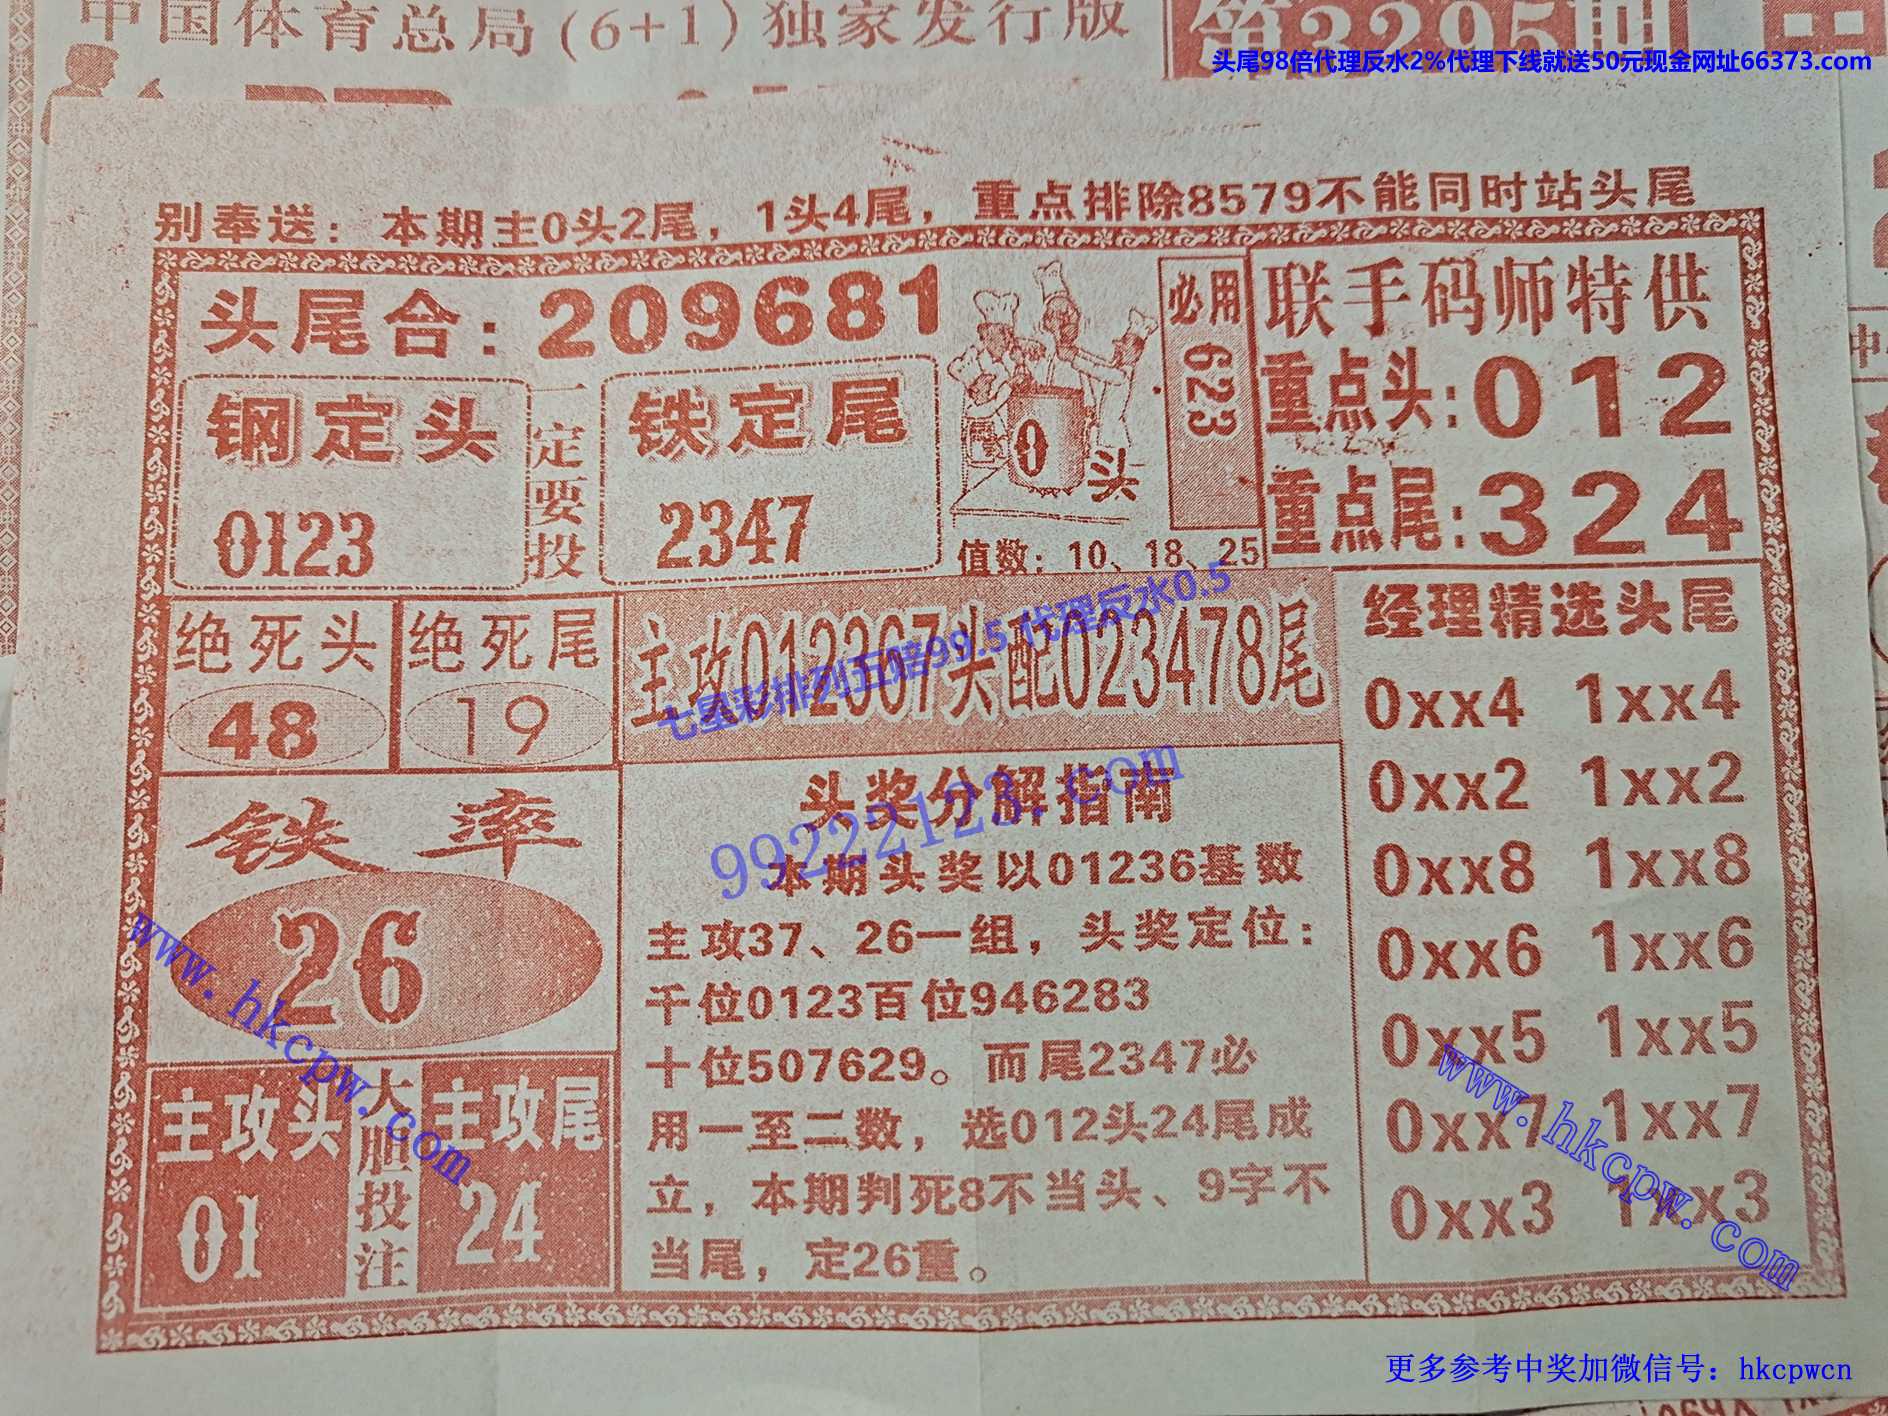 中国体育总局(6+1)独家发行版
第3295期
头尾98倍代理反水2%代理下线就送50元现金网址66373.com
别奉送：本期主0头2尾，1头4尾，重点排除8579不能同时站头尾
头尾合：209681
钢定头
0123
一定要投
铁定尾
2347
0头
值数：10、18、25
必用
623
联手码师特供
重点头：012
重点尾：324
绝死头
48
绝死尾
19
主攻012367头配023478尾
七星彩排列五赔99.5 代理反水0.5
经理精选头尾
0xx4 1xx4
0xx2 1xx2
0xx8 1xx8
0xx6 1xx6
0xx5 1xx5
0xx7 1xx7
0xx3 1xx3
铁率
26
头奖分解指南
99222123.com
本期头奖以01236基数
主攻37、26一组，头奖定位：
千位0123百位946283
十位507629。而尾2347必
用一至二数，选012头24尾成
立，本期判死8不当头、9字不
当尾，定26重。
主攻头
01
大胆投注
主攻尾
24
www.hkcpw.com
www.hkcpw.com
更多参考中奖加微信号：hkcpwcn